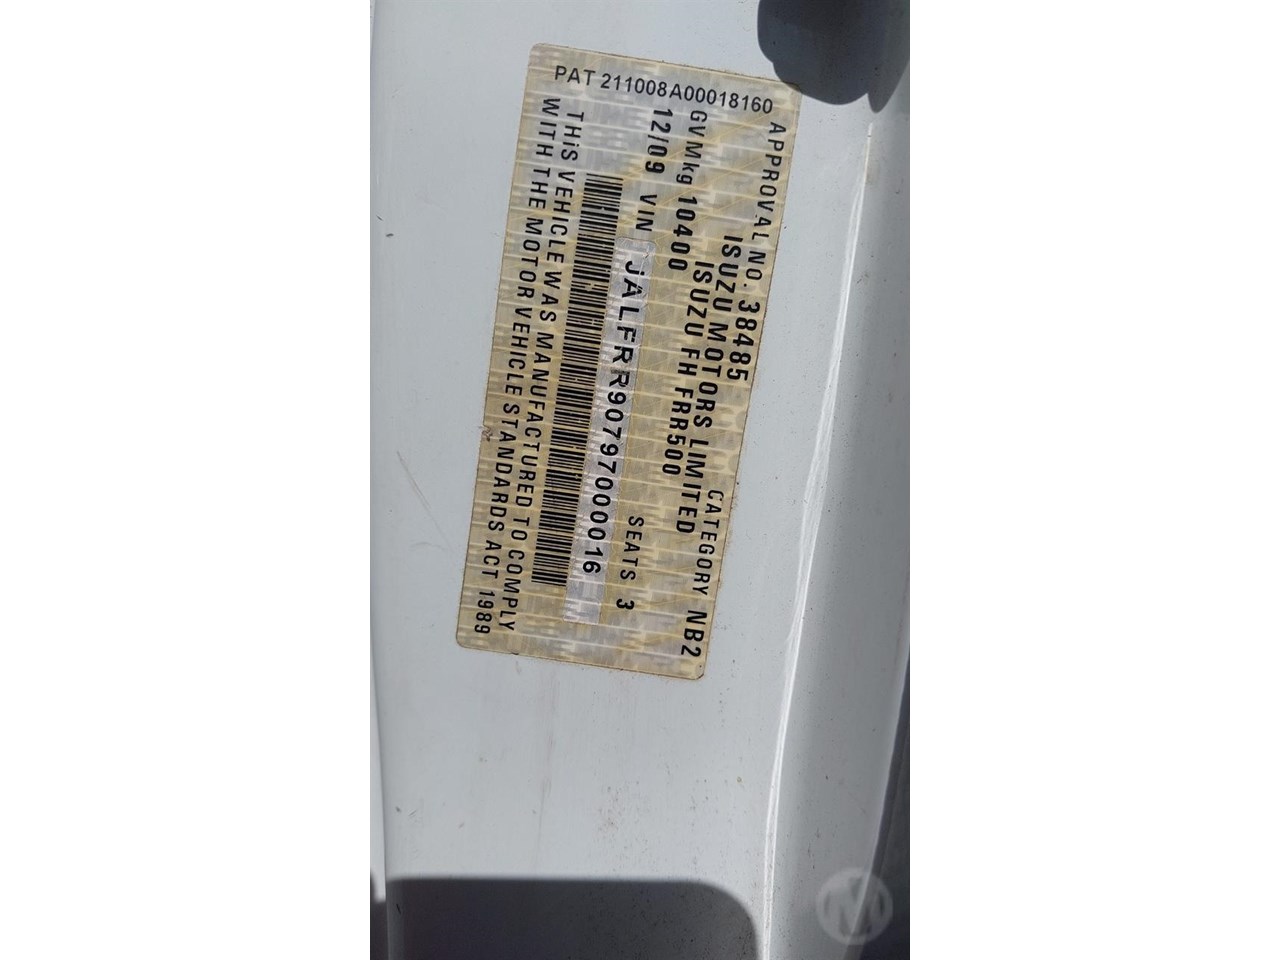 PAT 211008A00018160
APPROVAL NO. 38485 CATEGORY NB2
ISUZU MOTORS LIMITED
ISUZU FH FRR500
GVMkg 10400 SEATS 3
12/09 VIN JALFRR90797000016
THiS VEHICLE WAS MANUFACTURED TO COMPLY
WITH THE MOTOR VEHICLE STANDARDS ACT 1989
M